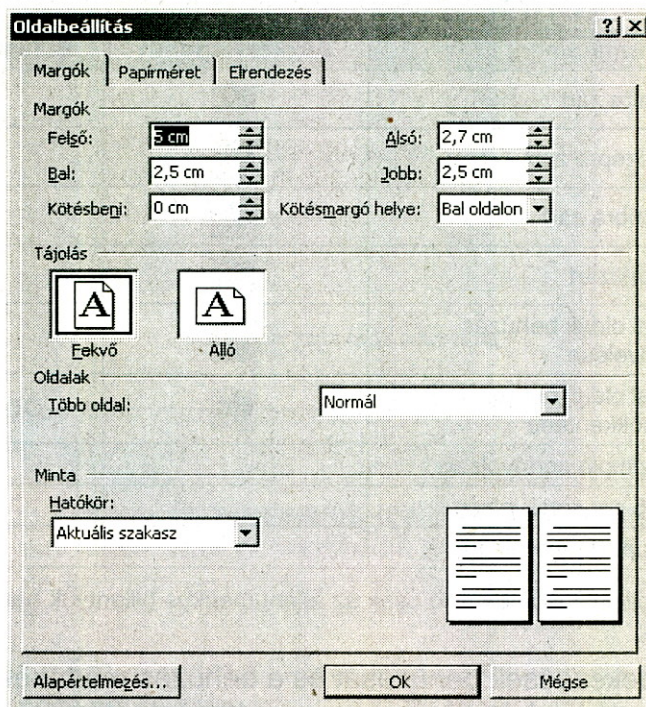 Oldalbeállítás
Margók Papírméret Elrendezés
Margók
Felső: 5 cm Alsó: 2,7 cm
Bal: 2,5 cm Jobb: 2,5 cm
Kötésbeni: 0 cm Kötésmargó helye: Bal oldalon
Tájolás
A A
Fekvő Álló
Oldalak
Több oldal: Normál
Minta
Hatókör:
Aktuális szakasz
Alapértelmezés... OK Mégse